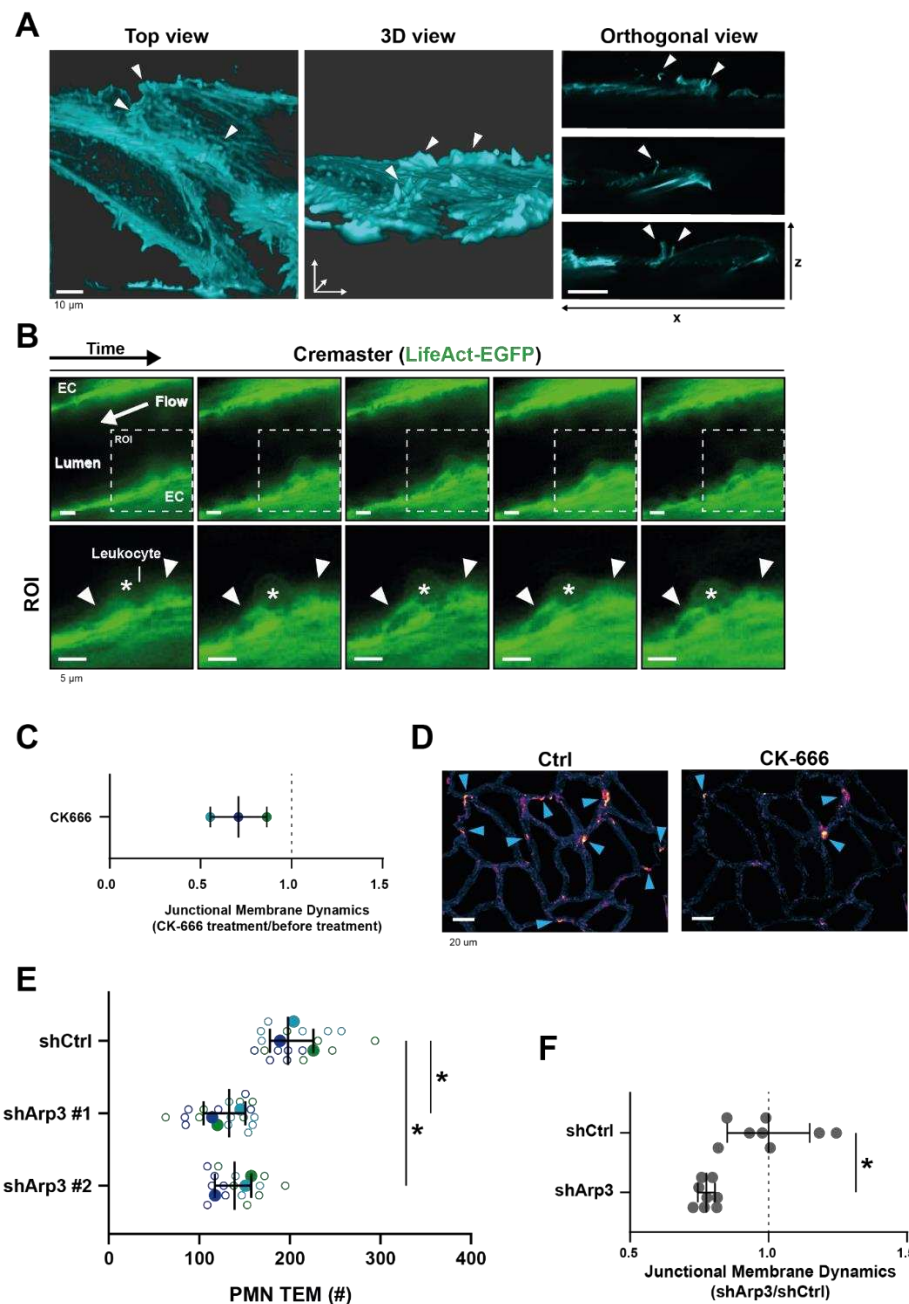 A
Top view
3D view
Orthogonal view
10 µm
z
x
B
Time
Cremaster (LifeAct-EGFP)
EC
Flow
ROI
Lumen
EC
ROI
Leukocyte
*
*
*
*
*
5 µm
C
CK666
0.0
0.5
1.0
1.5
Junctional Membrane Dynamics
(CK-666 treatment/before treatment)
D
Ctrl
CK-666
20 um
E
shCtrl
shArp3 #1
shArp3 #2
*
*
0
100
200
300
400
PMN TEM (#)
F
shCtrl
shArp3
*
0.5
1.0
1.5
Junctional Membrane Dynamics
(shArp3/shCtrl)